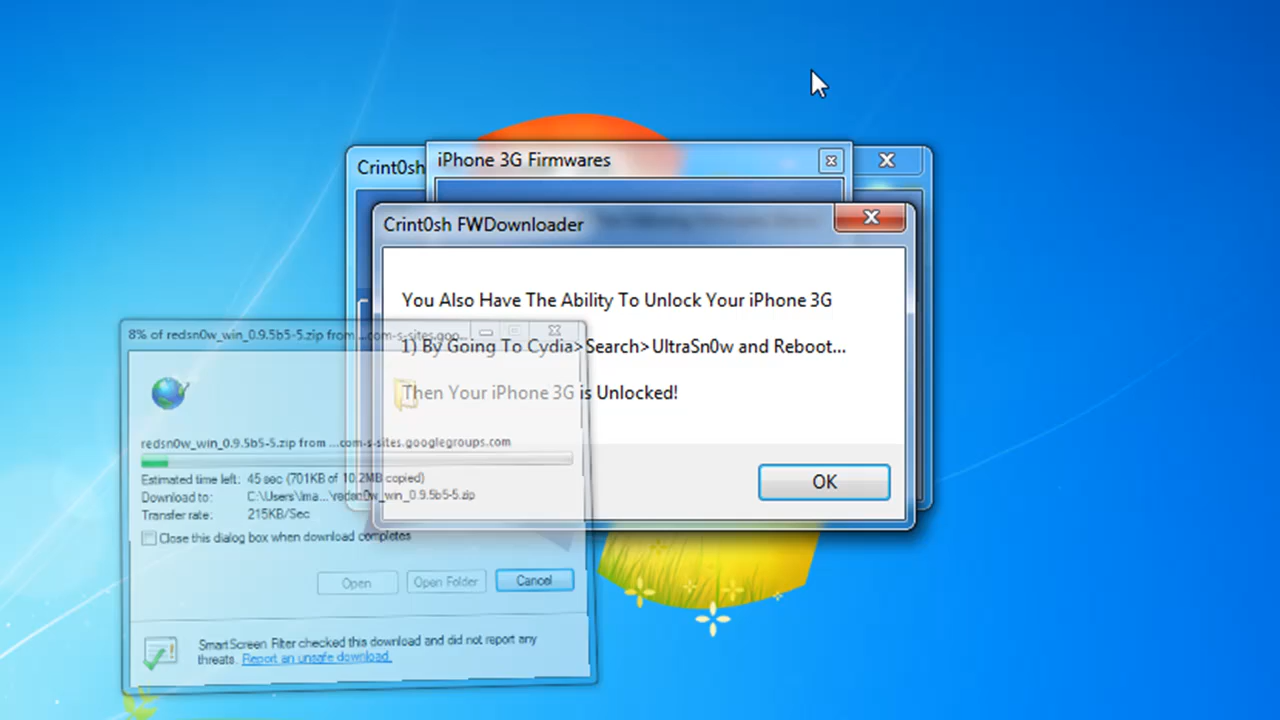 Crint0sh
iPhone 3G Firmwares
Crint0sh FWDownloader
You Also Have The Ability To Unlock Your iPhone 3G
1) By Going To Cydia>Search>UltraSn0w and Reboot...
Then Your iPhone 3G is Unlocked!
OK
8% of redsn0w_win_0.9.5b5-5.zip from ...com-s-sites.goo...
redsn0w_win_0.9.5b5-5.zip from ...com-s-sites.googlegroups.com
Estimated time left: 45 sec (701KB of 10.2MB copied)
Download to: C:\Users\Ima...\redsn0w_win_0.9.5b5-5.zip
Transfer rate: 215KB/Sec
Close this dialog box when download completes
Open Open Folder Cancel
SmartScreen Filter checked this download and did not report any
threats. Report an unsafe download.